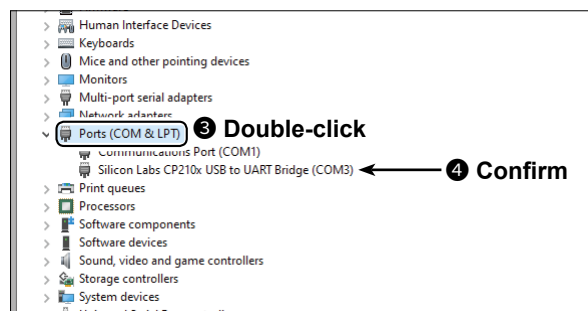 Human Interface Devices
Keyboards
Mice and other pointing devices
Monitors
Multi-port serial adapters
Network adapters
Ports (COM & LPT) ❸ Double-click
Communications Port (COM1)
Silicon Labs CP210x USB to UART Bridge (COM3) ❹ Confirm
Print queues
Processors
Software components
Software devices
Sound, video and game controllers
Storage controllers
System devices